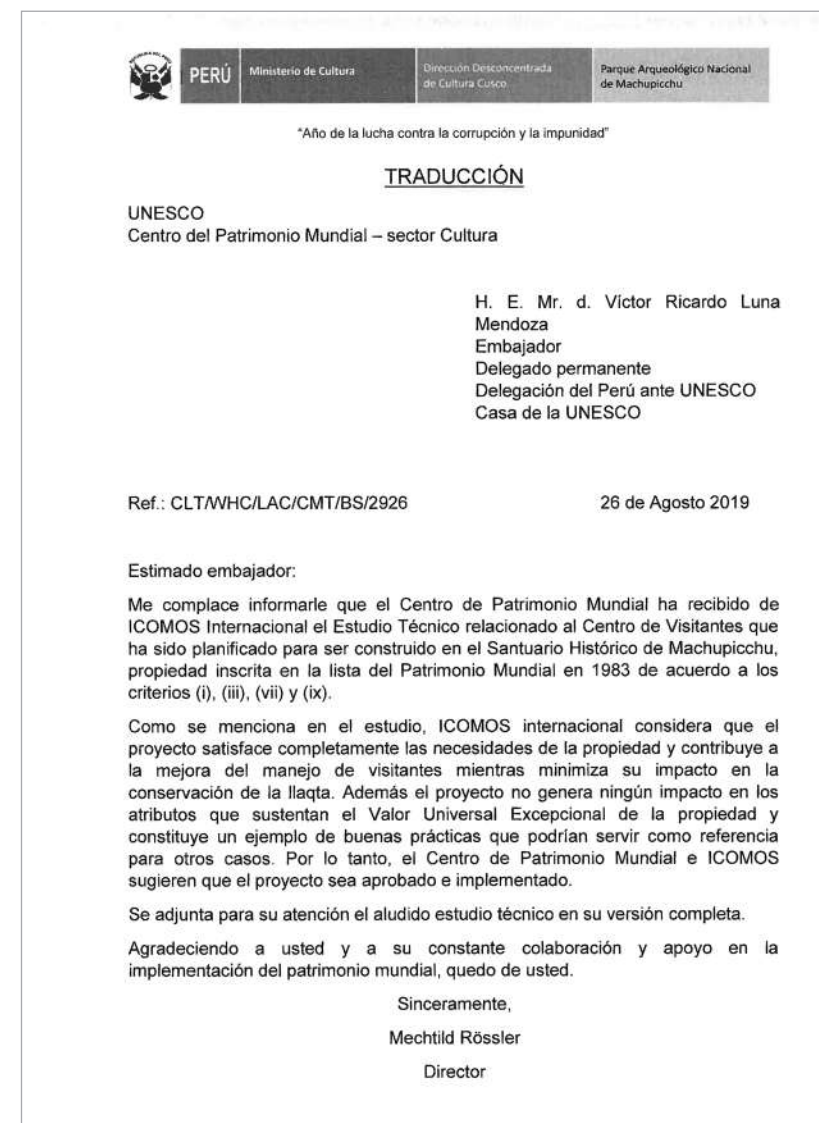 PERÚ
Ministerio de Cultura
Dirección Desconcentrada
de Cultura Cusco
Parque Arqueológico Nacional
de Machupicchu
"Año de la lucha contra la corrupción y la impunidad"
TRADUCCIÓN
UNESCO
Centro del Patrimonio Mundial – sector Cultura
H. E. Mr. d. Víctor Ricardo Luna
Mendoza
Embajador
Delegado permanente
Delegación del Perú ante UNESCO
Casa de la UNESCO
Ref.: CLT/WHC/LAC/CMT/BS/2926 26 de Agosto 2019
Estimado embajador:
Me complace informarle que el Centro de Patrimonio Mundial ha recibido de
ICOMOS Internacional el Estudio Técnico relacionado al Centro de Visitantes que
ha sido planificado para ser construido en el Santuario Histórico de Machupicchu,
propiedad inscrita en la lista del Patrimonio Mundial en 1983 de acuerdo a los
criterios (i), (iii), (vii) y (ix).
Como se menciona en el estudio, ICOMOS internacional considera que el
proyecto satisface completamente las necesidades de la propiedad y contribuye a
la mejora del manejo de visitantes mientras minimiza su impacto en la
conservación de la llaqta. Además el proyecto no genera ningún impacto en los
atributos que sustentan el Valor Universal Excepcional de la propiedad y
constituye un ejemplo de buenas prácticas que podrían servir como referencia
para otros casos. Por lo tanto, el Centro de Patrimonio Mundial e ICOMOS
sugieren que el proyecto sea aprobado e implementado.
Se adjunta para su atención el aludido estudio técnico en su versión completa.
Agradeciendo a usted y a su constante colaboración y apoyo en la
implementación del patrimonio mundial, quedo de usted.
Sinceramente,
Mechtild Rössler
Director